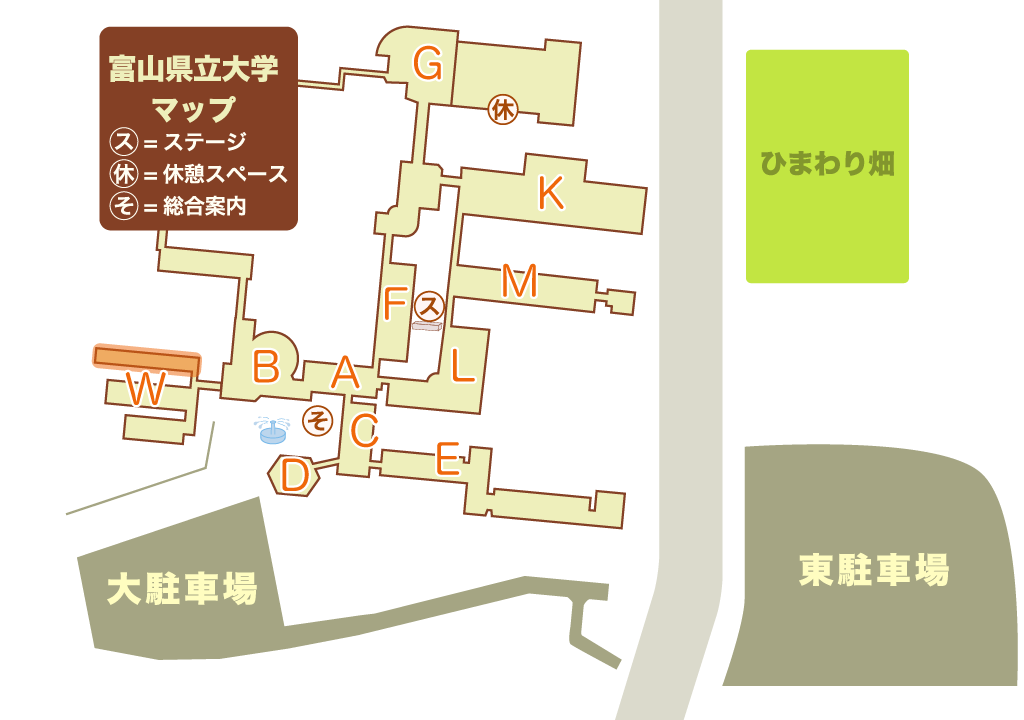 富山県立大学
マップ
ス = ステージ
休 = 休憩スペース
そ = 総合案内
G
休
K
ひまわり畑
M
F
ス
B
A
L
W
そ
C
D
E
大駐車場
東駐車場